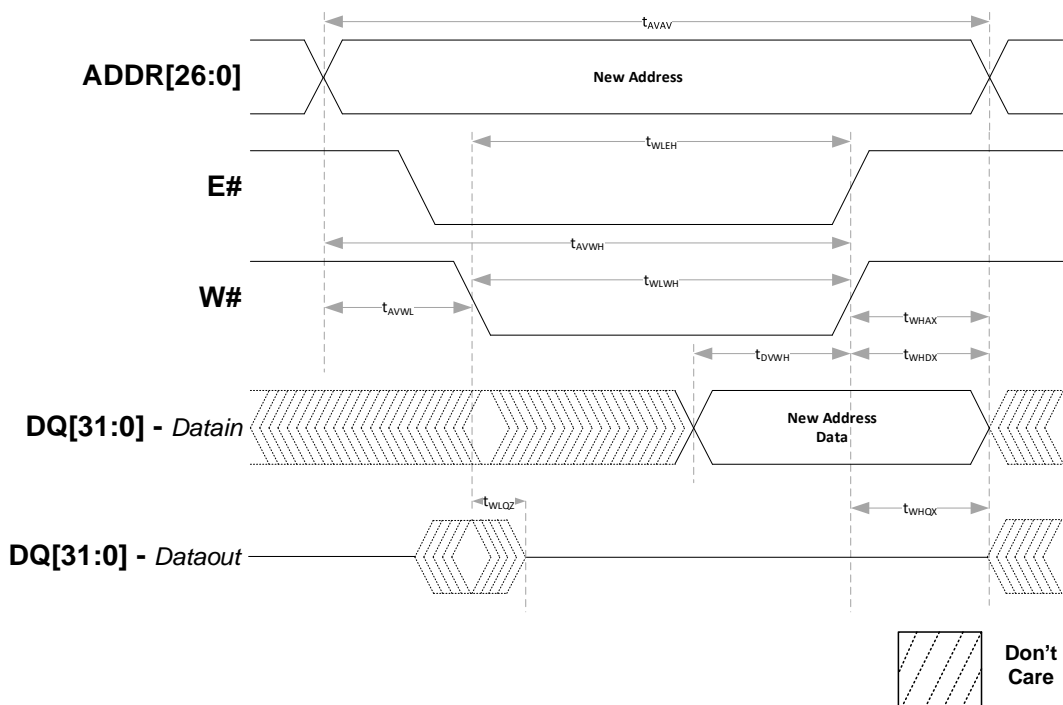 tAVAV
ADDR[26:0]
New Address
tWLEH
E#
tAVWH
tWLWH
W#
tAVWL
tWHAX
tDVWH
tWHDX
DQ[31:0] - Datain
New Address
Data
tWLQZ
tWHQX
DQ[31:0] - Dataout
Don't
Care